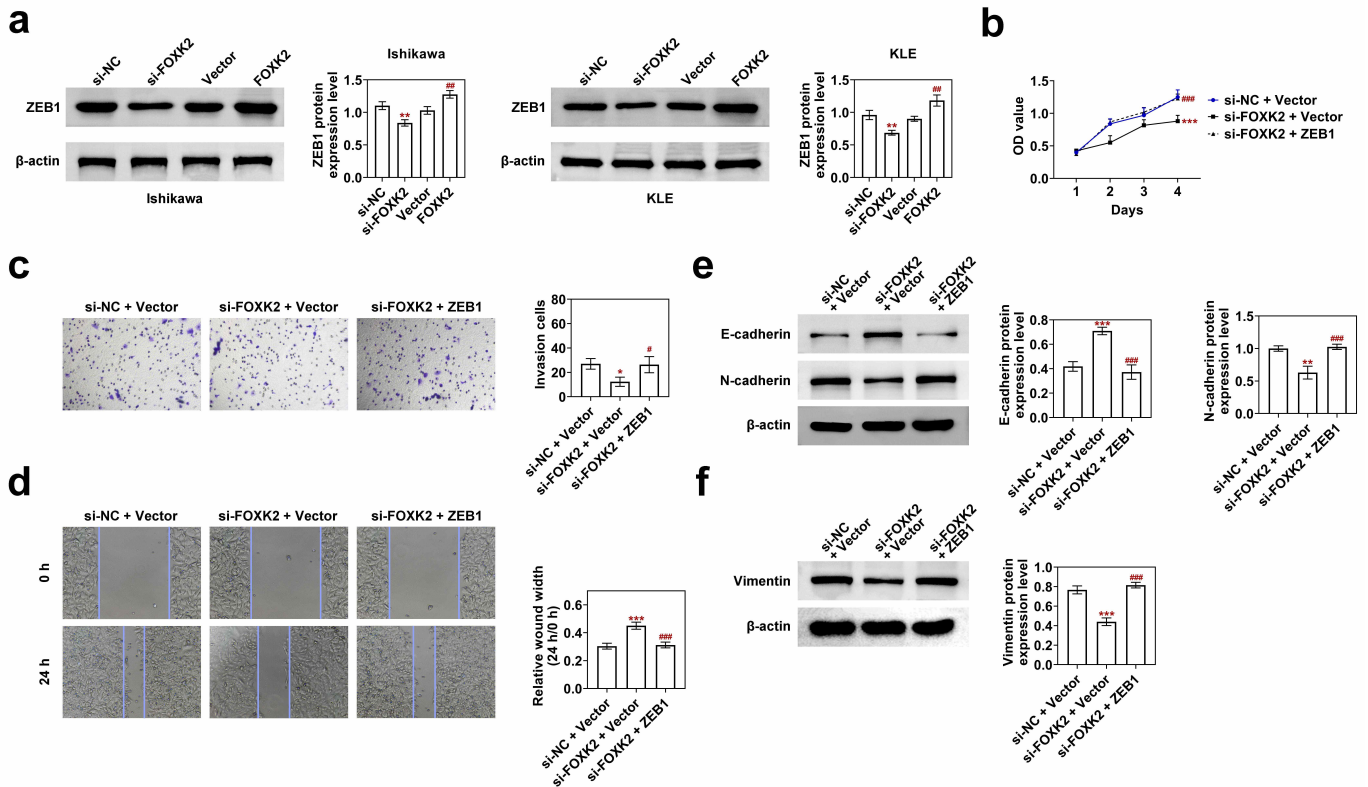 a
si-NC
si-FOXK2
Vector
FOXK2
ZEB1
β-actin
Ishikawa
Ishikawa
ZEB1 protein
expression level
1.5
1.0
0.5
0.0
**
##
si-NC
si-FOXK2
Vector
FOXK2
si-NC
si-FOXK2
Vector
FOXK2
ZEB1
β-actin
KLE
KLE
ZEB1 protein
expression level
1.5
1.0
0.5
0.0
**
##
si-NC
si-FOXK2
Vector
FOXK2
b
OD value
1.5
1.0
0.5
0.0
1 2 3 4
Days
###
***
si-NC + Vector
si-FOXK2 + Vector
si-FOXK2 + ZEB1
c
si-NC + Vector
si-FOXK2 + Vector
si-FOXK2 + ZEB1
Invasion cells
80
60
40
20
0
*
#
si-NC + Vector
si-FOXK2 + Vector
si-FOXK2 + ZEB1
d
si-NC + Vector
si-FOXK2 + Vector
si-FOXK2 + ZEB1
0 h
24 h
Relative wound width
(24 h/0 h)
0.6
0.4
0.2
0.0
***
###
si-NC + Vector
si-FOXK2 + Vector
si-FOXK2 + ZEB1
e
si-NC
+ Vector
si-FOXK2
+ Vector
si-FOXK2
+ ZEB1
E-cadherin
N-cadherin
β-actin
E-cadherin protein
expression level
0.8
0.6
0.4
0.2
0.0
***
###
si-NC + Vector
si-FOXK2 + Vector
si-FOXK2 + ZEB1
N-cadherin protein
expression level
1.5
1.0
0.5
0.0
**
###
si-NC + Vector
si-FOXK2 + Vector
si-FOXK2 + ZEB1
f
si-NC
+ Vector
si-FOXK2
+ Vector
si-FOXK2
+ ZEB1
Vimentin
β-actin
Vimentin protein
expression level
1.0
0.8
0.6
0.4
0.2
0.0
***
###
si-NC + Vector
si-FOXK2 + Vector
si-FOXK2 + ZEB1